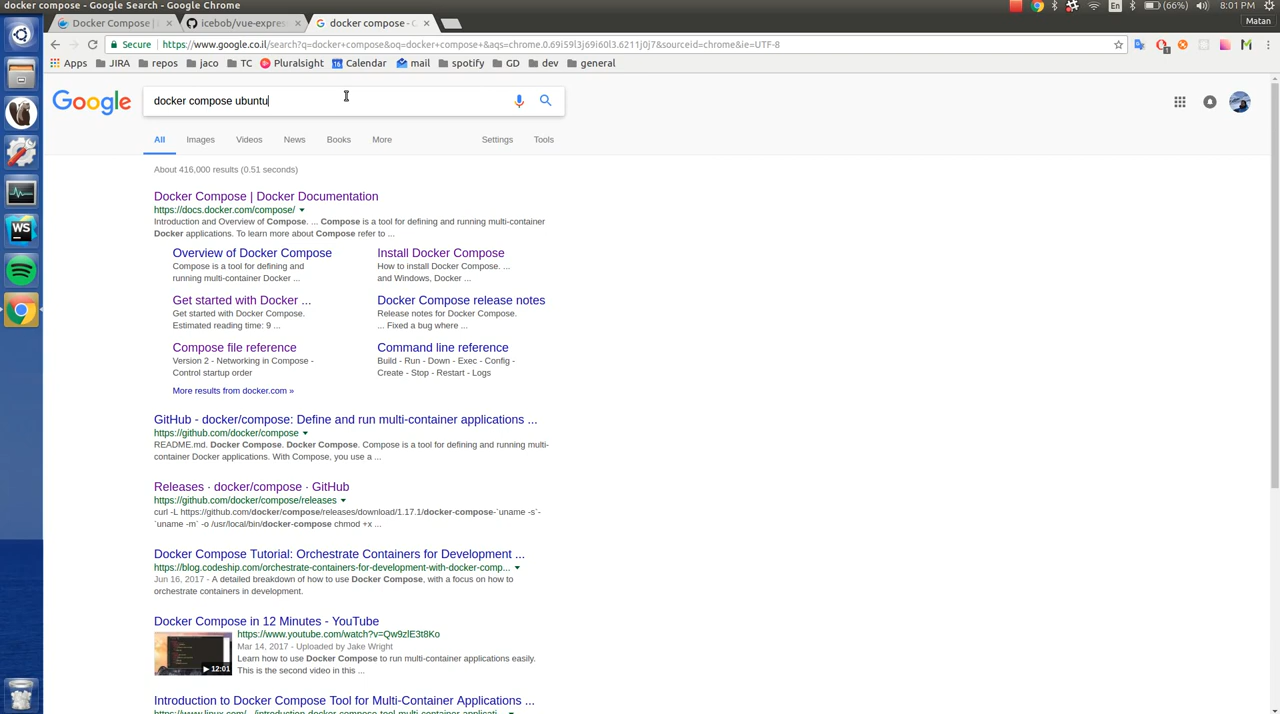 docker compose - Google Search - Google Chrome
66% 8:01 PM
Docker Compose |
icebob/vue-expres
docker compose - G
Matan
Secure https://www.google.co.il/search?q=docker+compose&oq=docker+compose+&aqs=chrome.0.69i59l3j69i60l3.6211j0j7&sourceid=chrome&ie=UTF-8
Apps JIRA repos jaco TC Pluralsight Calendar mail spotify GD dev general
Google
docker compose ubuntu
All Images Videos News Books More Settings Tools
About 416,000 results (0.51 seconds)
Docker Compose | Docker Documentation
https://docs.docker.com/compose/
Introduction and Overview of Compose. ... Compose is a tool for defining and running multi-container
Docker applications. To learn more about Compose refer to ...
Overview of Docker Compose
Compose is a tool for defining and
running multi-container Docker ...
Install Docker Compose
How to install Docker Compose. ...
and Windows, Docker ...
Get started with Docker ...
Get started with Docker Compose.
Estimated reading time: 9 ...
Docker Compose release notes
Release notes for Docker Compose.
... Fixed a bug where ...
Compose file reference
Version 2 - Networking in Compose -
Control startup order
Command line reference
Build - Run - Down - Exec - Config -
Create - Stop - Restart - Logs
More results from docker.com »
GitHub - docker/compose: Define and run multi-container applications ...
https://github.com/docker/compose
README.md. Docker Compose. Docker Compose. Compose is a tool for defining and running multi-
container Docker applications. With Compose, you use a ...
Releases · docker/compose · GitHub
https://github.com/docker/compose/releases
curl -L https://github.com/docker/compose/releases/download/1.17.1/docker-compose-`uname -s`-
`uname -m` -o /usr/local/bin/docker-compose chmod +x ...
Docker Compose Tutorial: Orchestrate Containers for Development ...
https://blog.codeship.com/orchestrate-containers-for-development-with-docker-comp...
Jun 16, 2017 - A detailed breakdown of how to use Docker Compose, with a focus on how to
orchestrate containers in development.
Docker Compose in 12 Minutes - YouTube
https://www.youtube.com/watch?v=Qw9zlE3t8Ko
Mar 14, 2017 - Uploaded by Jake Wright
Learn how to use Docker Compose to run multi-container applications easily.
This is the second video in this ...
12:01
Introduction to Docker Compose Tool for Multi-Container Applications ...
WS